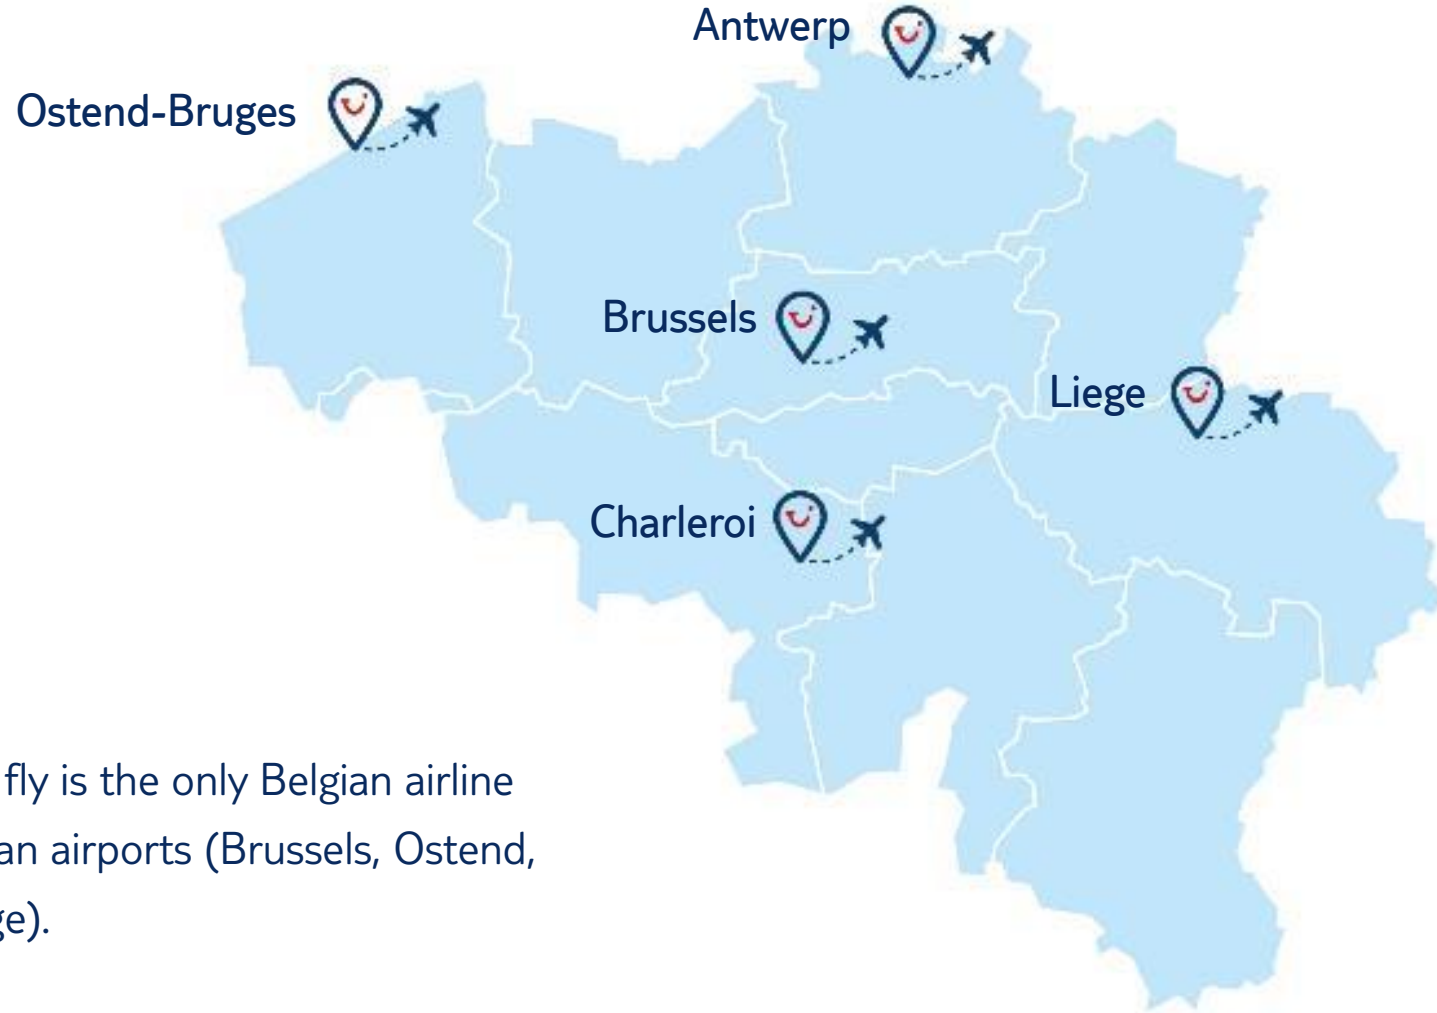 Antwerp
Ostend-Bruges
Brussels
Liege
Charleroi
fly is the only Belgian airline
an airports (Brussels, Ostend,
ge).